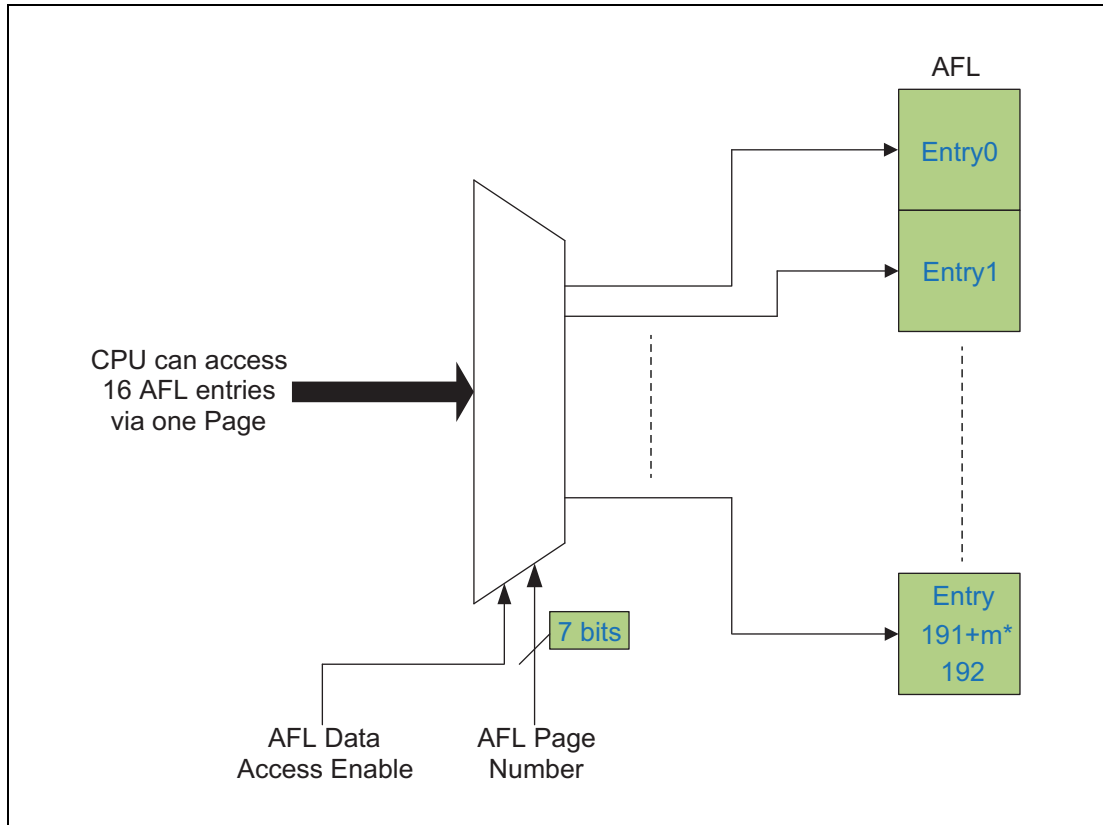 AFL
Entry0
Entry1
CPU can access
16 AFL entries
via one Page
Entry
191+m*
192
7 bits
AFL Data
Access Enable
AFL Page
Number